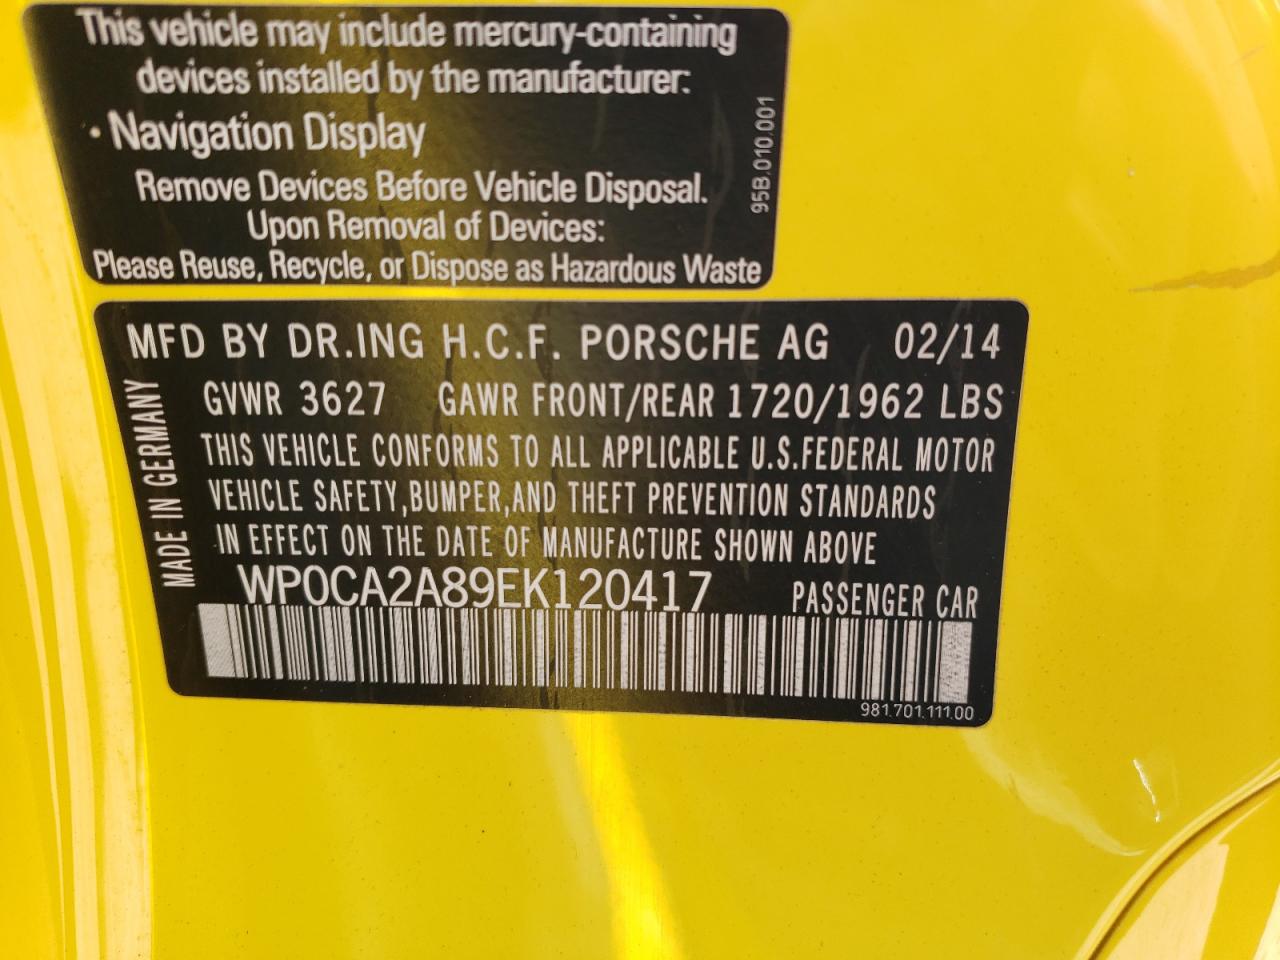 This vehicle may include mercury-containing
devices installed by the manufacturer:
• Navigation Display
Remove Devices Before Vehicle Disposal.
Upon Removal of Devices:
Please Reuse, Recycle, or Dispose as Hazardous Waste
95B.010.001
MFD BY DR.ING H.C.F. PORSCHE AG 02/14
GVWR 3627 GAWR FRONT/REAR 1720/1962 LBS
THIS VEHICLE CONFORMS TO ALL APPLICABLE U.S.FEDERAL MOTOR
VEHICLE SAFETY,BUMPER,AND THEFT PREVENTION STANDARDS
IN EFFECT ON THE DATE OF MANUFACTURE SHOWN ABOVE
MADE IN GERMANY
WP0CA2A89EK120417 PASSENGER CAR
981.701.111.00